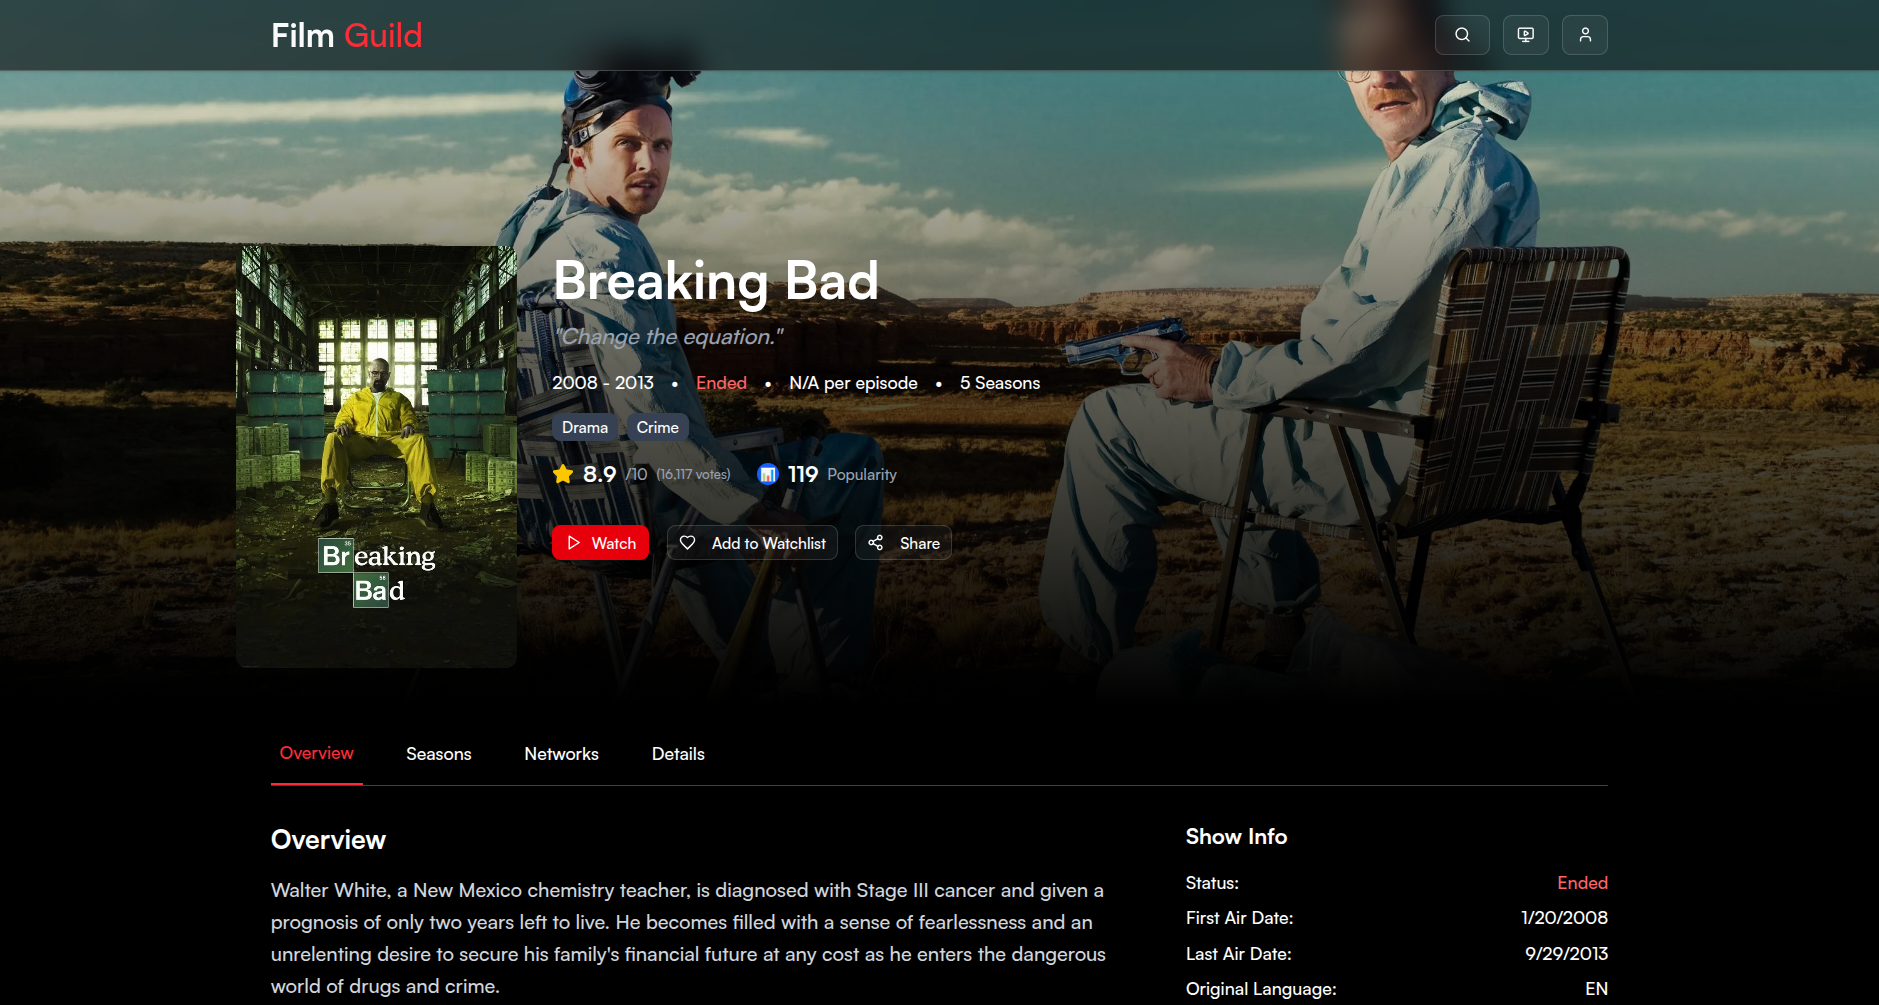 Film Guild
Breaking Bad
"Change the equation."
2008 - 2013 • Ended • N/A per episode • 5 Seasons
Drama Crime
8.9 /10 (16,117 votes) 119 Popularity
Watch Add to Watchlist Share
35
Breaking
56
Bad
Overview Seasons Networks Details
Overview
Walter White, a New Mexico chemistry teacher, is diagnosed with Stage III cancer and given a
prognosis of only two years left to live. He becomes filled with a sense of fearlessness and an
unrelenting desire to secure his family's financial future at any cost as he enters the dangerous
world of drugs and crime.
Show Info
Status: Ended
First Air Date: 1/20/2008
Last Air Date: 9/29/2013
Original Language: EN